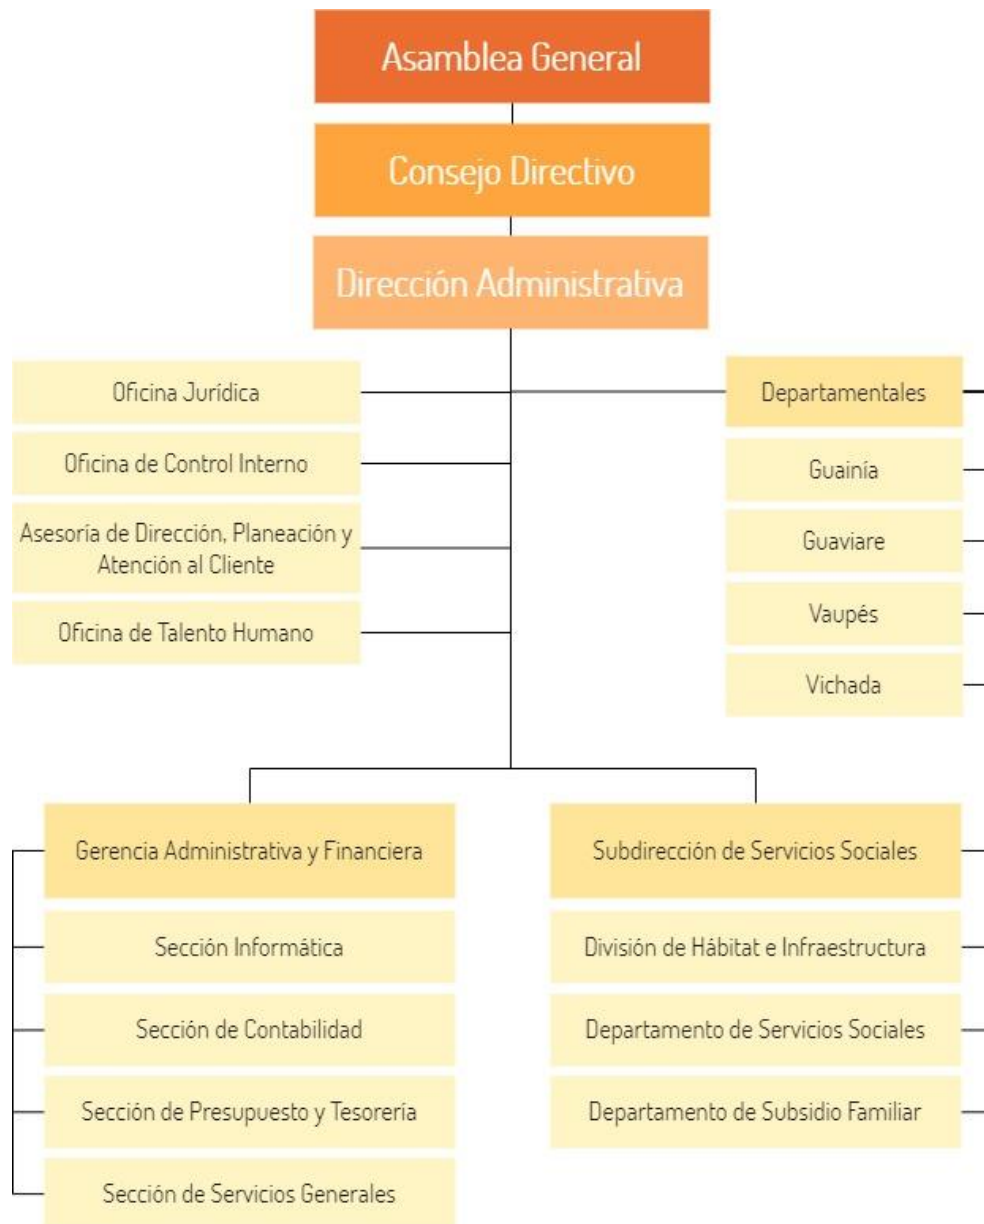 Asamblea General
Consejo Directivo
Dirección Administrativa
Oficina Jurídica
Oficina de Control Interno
Asesoría de Dirección, Planeación y
Atención al Cliente
Oficina de Talento Humano
Departamentales
Guainía
Guaviare
Vaupés
Vichada
Gerencia Administrativa y Financiera
Sección Informática
Sección de Contabilidad
Sección de Presupuesto y Tesorería
Sección de Servicios Generales
Subdirección de Servicios Sociales
División de Hábitat e Infraestructura
Departamento de Servicios Sociales
Departamento de Subsidio Familiar